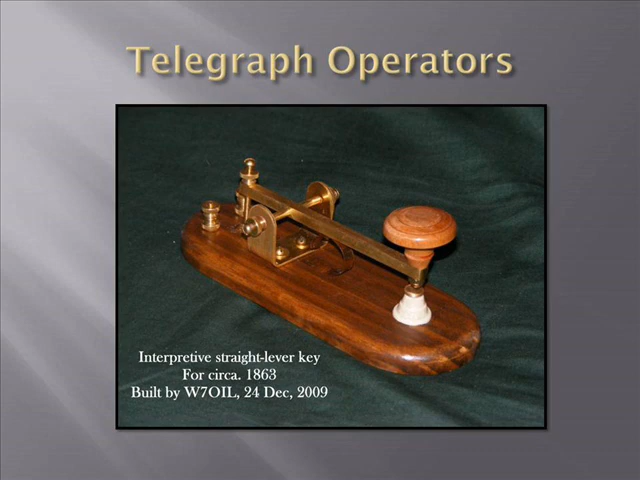 Telegraph Operators
Interpretive straight-lever key
For circa. 1863
Built by W7OIL, 24 Dec, 2009